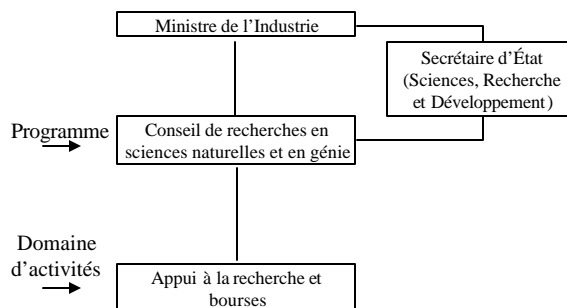 Ministre de l'Industrie
Secrétaire d'État
(Sciences, Recherche
et Développement)
Programme
Conseil de recherches en
sciences naturelles et en génie
Domaine
d'activités
Appui à la recherche et
bourses